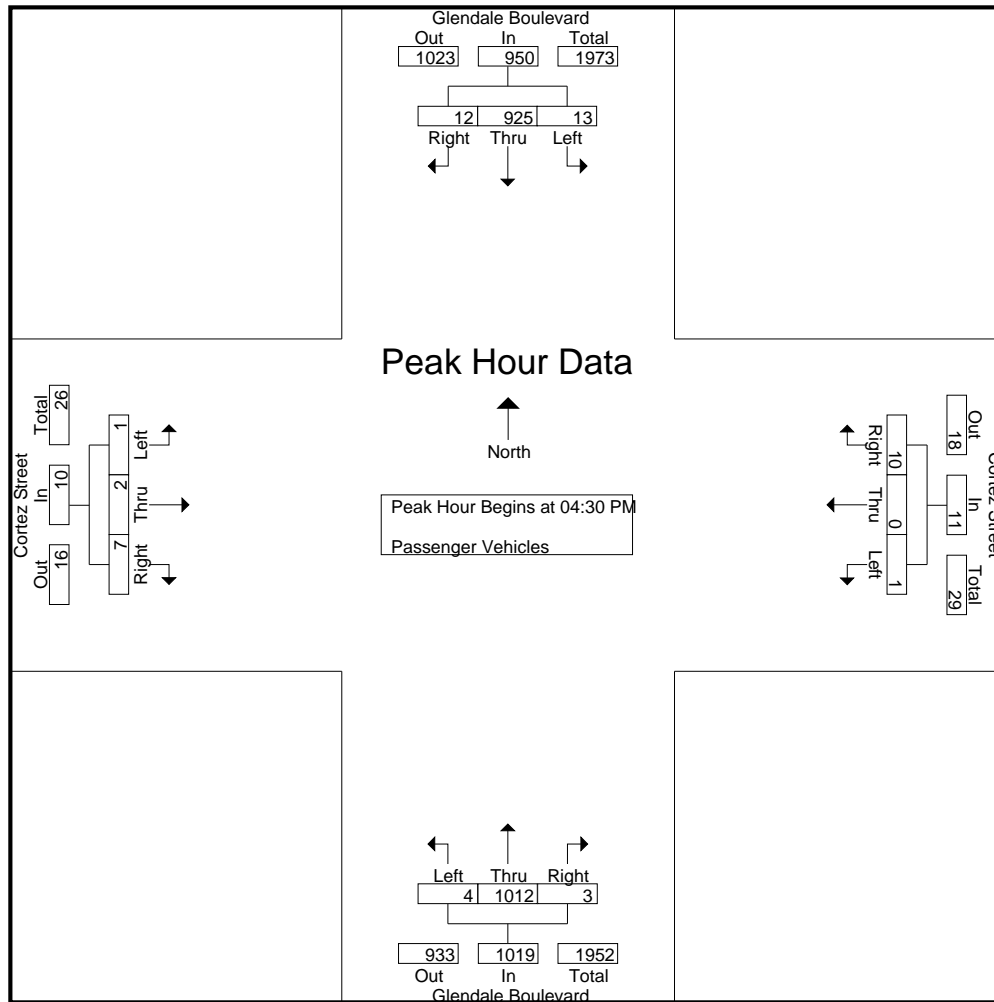 Glendale Boulevard
Out In Total
1023 950 1973
12 925 13
Right Thru Left
Peak Hour Data
North
Peak Hour Begins at 04:30 PM
Passenger Vehicles
Cortez Street
Total In Out
26 10 16
1 2 7
Left Thru Right
Right Thru Left
10 0 1
18 11 29
Out In Total
Cortez Street
Left Thru Right
4 1012 3
933 1019 1952
Out In Total
Glendale Boulevard